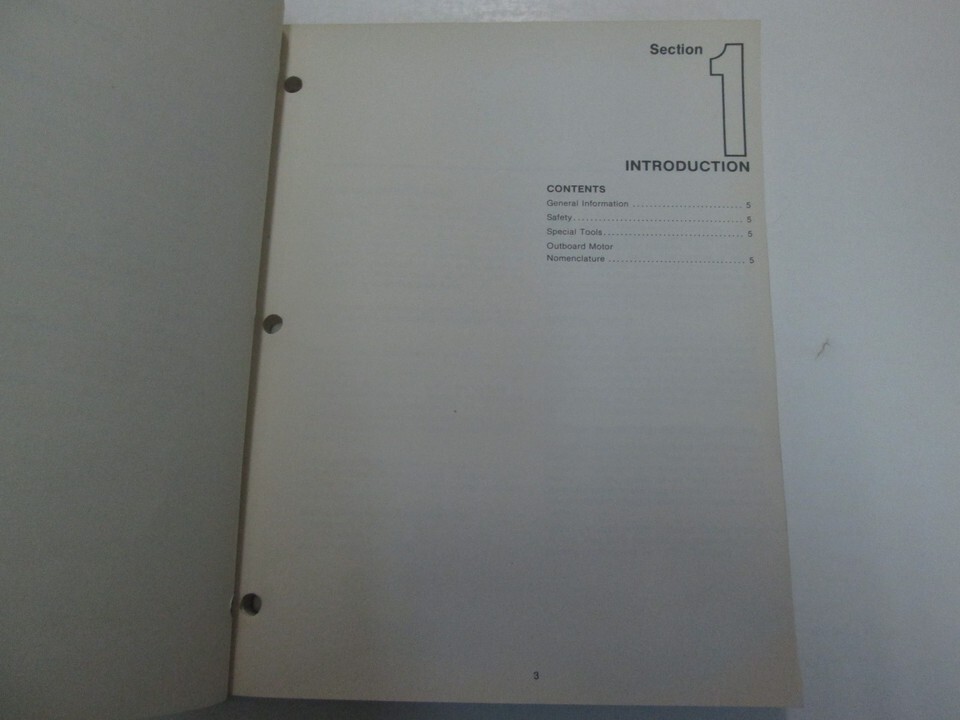 Section 1
INTRODUCTION
CONTENTS
General Information .......................... 5
Safety....................................... 5
Special Tools................................ 5
Outboard Motor
Nomenclature ................................ 5
3